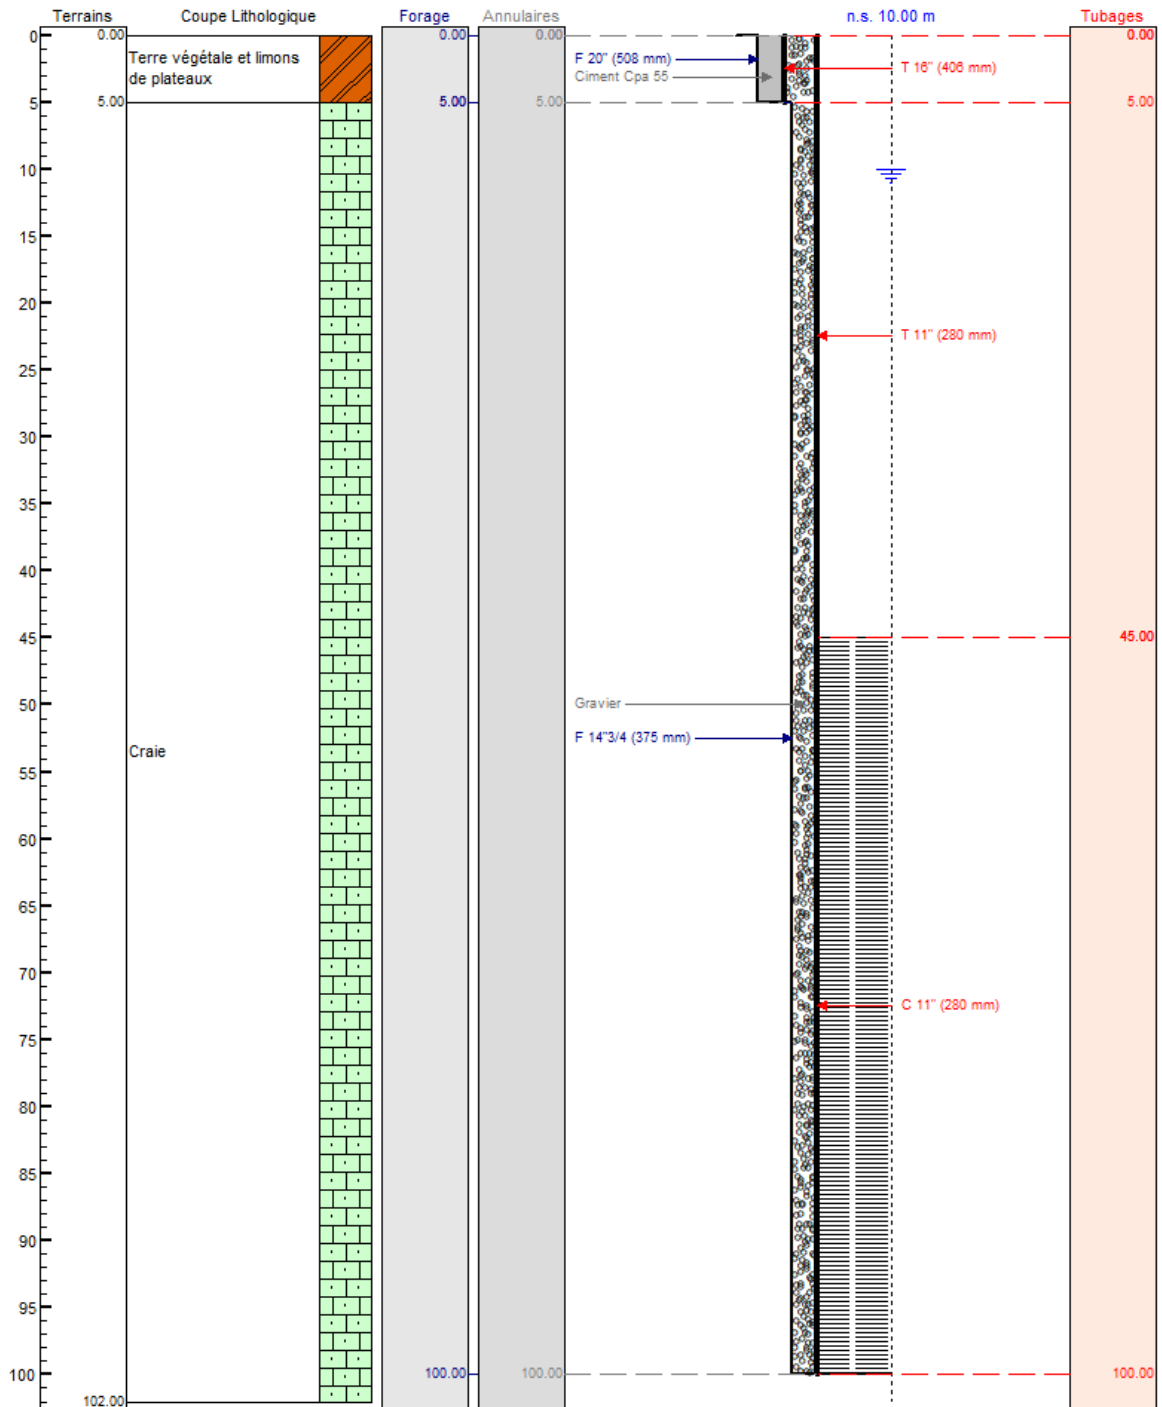 Terrains Coupe Lithologique Forage Annulaires n.s. 10.00 m Tubages
0 0.00 0.00 0.00 0.00
Terre végétale et limons
de plateaux
F 20" (508 mm)
T 16" (406 mm)
Ciment Cpa 55
5 5.00 5.00 5.00 5.00
10
15
20
T 11" (280 mm)
25
30
35
40
45 45.00
50
Gravier
F 14"3/4 (375 mm)
Craie
55
60
65
70
C 11" (280 mm)
75
80
85
90
95
100 100.00 100.00 100.00
102.00